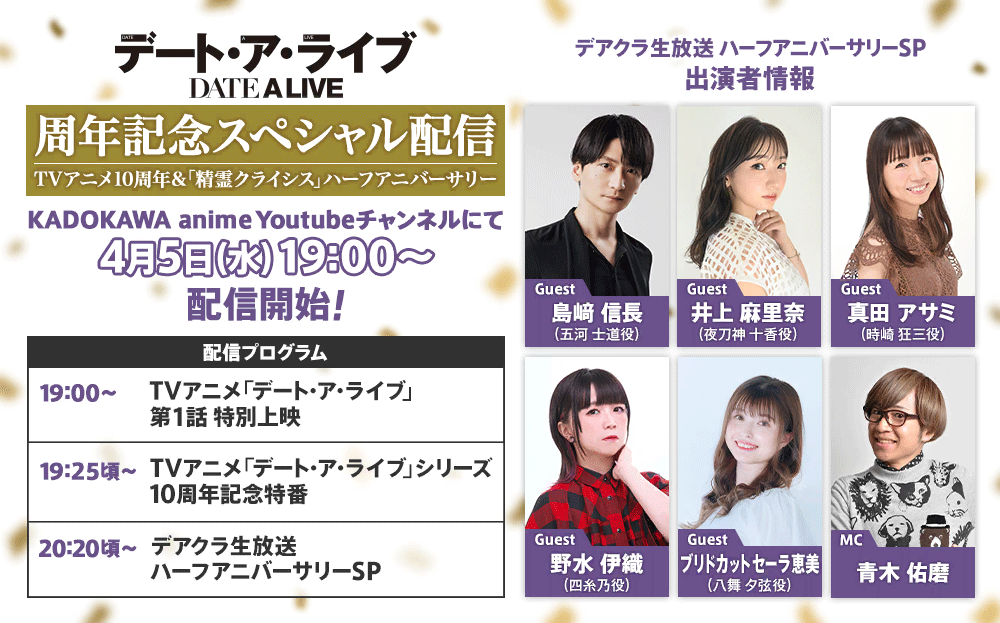 DATE A LIVE
デート・ア・ライブ
DATE A LIVE
周年記念スペシャル配信
TVアニメ10周年&「精霊クライシス」ハーフアニバーサリー
KADOKAWA anime Youtubeチャンネルにて
4月5日(水)19:00〜
配信開始!
配信プログラム
19:00〜 TVアニメ「デート・ア・ライブ」
第1話 特別上映
19:25頃〜 TVアニメ「デート・ア・ライブ」シリーズ
10周年記念特番
20:20頃〜 デアクラ生放送
ハーフアニバーサリーSP
デアクラ生放送 ハーフアニバーサリーSP
出演者情報
Guest
島﨑 信長
(五河 士道役)
Guest
井上 麻里奈
(夜刀神 十香役)
Guest
真田 アサミ
(時崎 狂三役)
Guest
野水 伊織
(四糸乃役)
Guest
ブリドカットセーラ恵美
(八舞 夕弦役)
MC
青木 佑磨